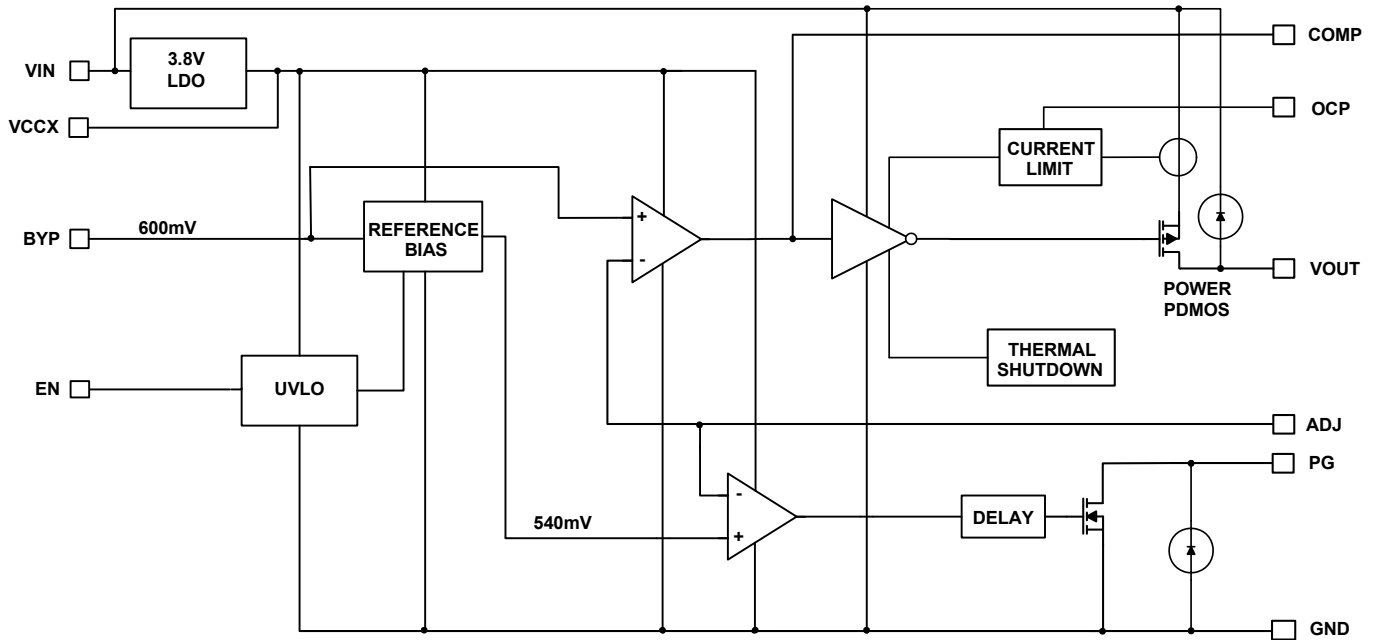 COMP
3.8V
LDO
VIN
OCP
VCCX
CURRENT
LIMIT
+
600mV
REFERENCE
BIAS
BYP
-
VOUT
POWER
PDMOS
THERMAL
SHUTDOWN
EN
UVLO
ADJ
PG
-
DELAY
540mV
+
GND